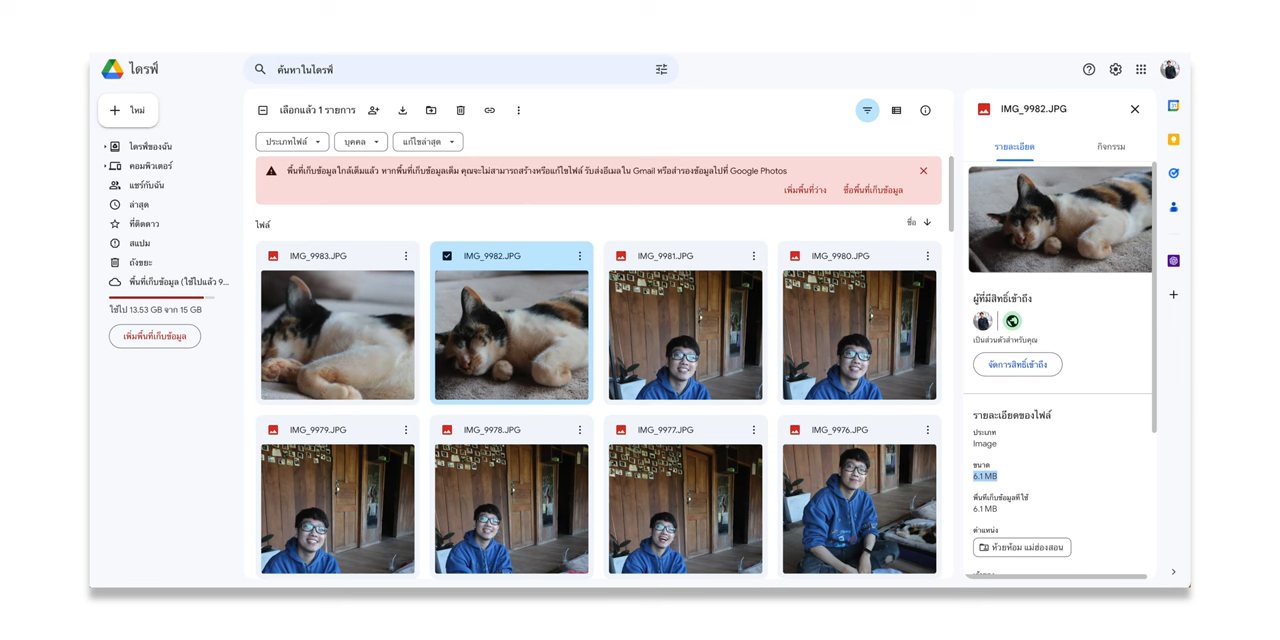 ไดรฟ์
ค้นหาในไดรฟ์
ใหม่
ไดรฟ์ของฉัน
คอมพิวเตอร์
แชร์กับฉัน
ล่าสุด
ที่ติดดาว
สแปม
ถังขยะ
พื้นที่เก็บข้อมูล (ใช้ไปแล้ว 9...
ใช้ไป 13.53 GB จาก 15 GB
เพิ่มพื้นที่เก็บข้อมูล
เลือกแล้ว 1 รายการ
ประเภทไฟล์ บุคคล แก้ไขล่าสุด
พื้นที่เก็บข้อมูลใกล้เต็มแล้ว หากพื้นที่เก็บข้อมูลเต็ม คุณจะไม่สามารถสร้างหรือแก้ไขไฟล์ รับส่งอีเมลใน Gmail หรือสำรองข้อมูลไปที่ Google Photos
เพิ่มพื้นที่ว่าง ซื้อพื้นที่เก็บข้อมูล
ไฟล์ ชื่อ
IMG_9983.JPG IMG_9982.JPG IMG_9981.JPG IMG_9980.JPG
IMG_9979.JPG IMG_9978.JPG IMG_9977.JPG IMG_9976.JPG
IMG_9982.JPG
รายละเอียด กิจกรรม
ผู้ที่มีสิทธิ์เข้าถึง
เป็นส่วนตัวสำหรับคุณ
จัดการสิทธิ์เข้าถึง
รายละเอียดของไฟล์
ประเภท
Image
ขนาด
6.1 MB
พื้นที่เก็บข้อมูลที่ใช้
6.1 MB
ตำแหน่ง
ห้วยห้อม แม่ฮ่องสอน